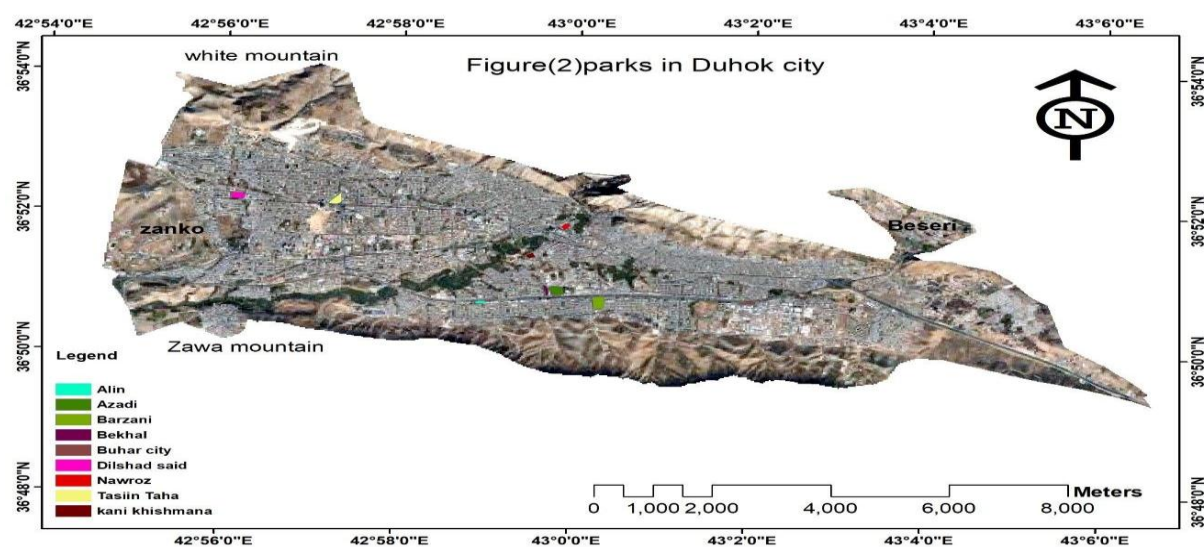 42°54'0"E 42°56'0"E 42°58'0"E 43°0'0"E 43°2'0"E 43°4'0"E 43°6'0"E
white mountain
Figure(2)parks in Duhok city
36°54'0"N
36°54'0"N
N
36°52'0"N
36°52'0"N
zanko
Beseri
36°50'0"N
36°50'0"N
Zawa mountain
Legend
Alin
Azadi
Barzani
Bekhal
Buhar city
Dilshad said
Nawroz
Tasiin Taha
kani khishmana
36°48'0"N
36°48'0"N
Meters
0 1,000 2,000 4,000 6,000 8,000
42°56'0"E 42°58'0"E 43°0'0"E 43°2'0"E 43°4'0"E 43°6'0"E